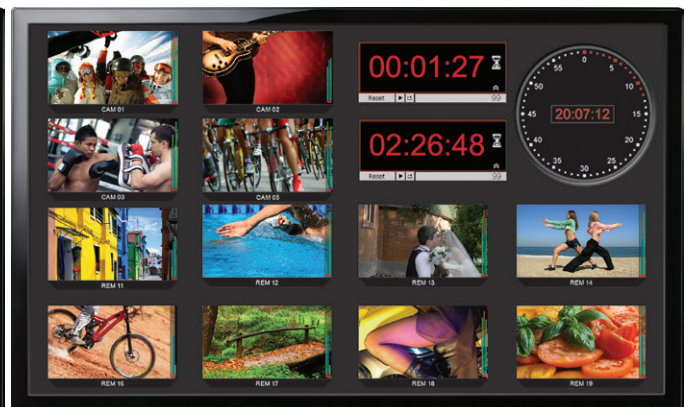 CAM 01
CAM 02
00:01:27
Reset
99
CAM 03
CAM 05
02:26:48
Reset
99
0
5
10
15
20
25
30
35
40
45
50
55
20:07:12
REM 11
REM 12
REM 13
REM 14
REM 16
REM 17
REM 18
REM 19